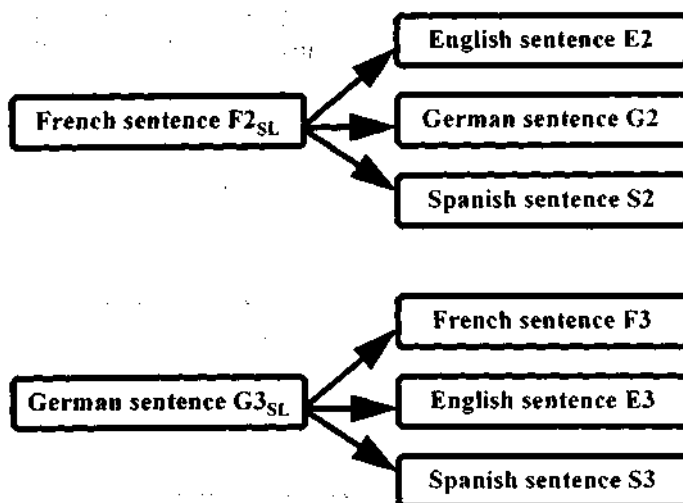 English sentence E2
French sentence F2SL
German sentence G2
Spanish sentence S2
French sentence F3
German sentence G3SL
English sentence E3
Spanish sentence S3